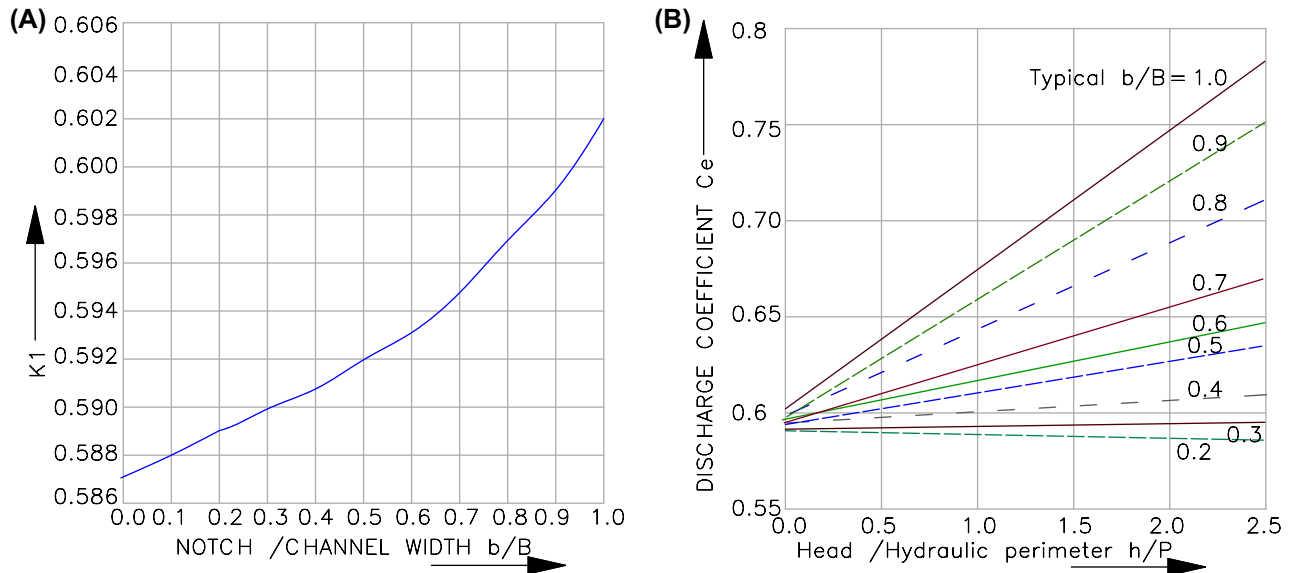 (A)
0.606
0.604
0.602
0.600
0.598
0.596
0.594
0.592
0.590
0.588
0.586
K1
0.0 0.1 0.2 0.3 0.4 0.5 0.6 0.7 0.8 0.9 1.0
NOTCH /CHANNEL WIDTH b/B
(B)
0.8
0.75
0.70
0.65
0.6
0.55
DISCHARGE COEFFICIENT Ce
Typical b/B= 1.0
0.9
0.8
0.7
0.6
0.5
0.4
0.3
0.2
0.0 0.5 1.0 1.5 2.0 2.5
Head /Hydraulic perimeter h/P